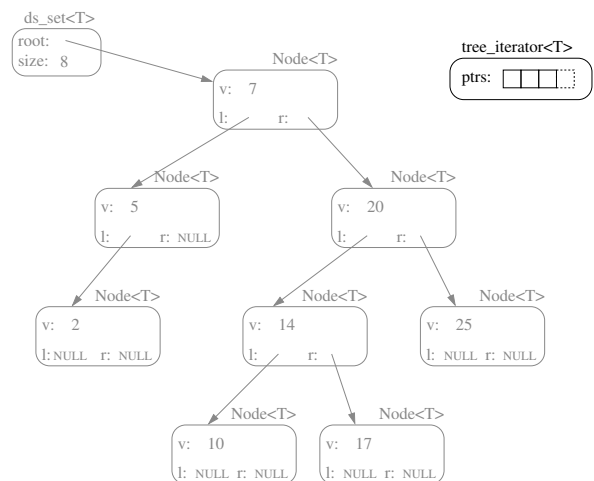 ds_set<T>
root:
size: 8
tree_iterator<T>
ptrs:
Node<T>
v: 7
l: r:
Node<T>
v: 5
l: r: NULL
Node<T>
v: 20
l: r:
Node<T>
v: 2
l: NULL r: NULL
Node<T>
v: 14
l: r:
Node<T>
v: 25
l: NULL r: NULL
Node<T>
v: 10
l: NULL r: NULL
Node<T>
v: 17
l: NULL r: NULL